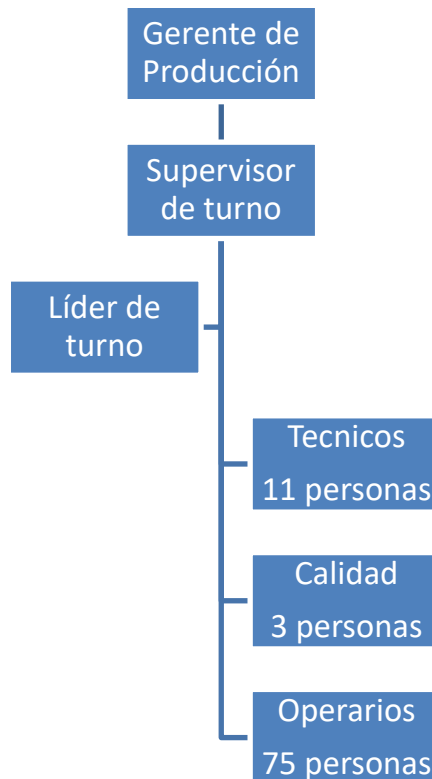 Gerente de
Producción
Supervisor
de turno
Líder de
turno
Tecnicos
11 personas
Calidad
3 personas
Operarios
75 personas